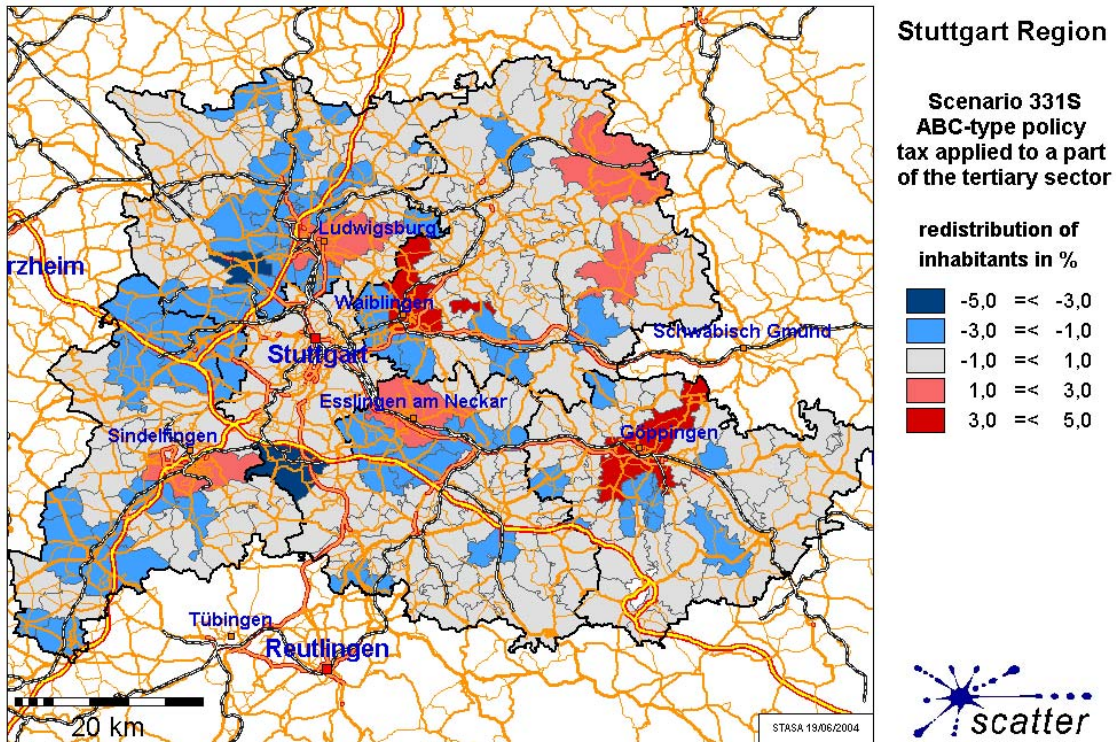 Stuttgart Region
Scenario 331S
ABC-type policy
tax applied to a part
of the tertiary sector
redistribution of
inhabitants in %
-5,0 =< -3,0
-3,0 =< -1,0
-1,0 =< 1,0
1,0 =< 3,0
3,0 =< 5,0
Ludwigsburg
rzheim
Waiblingen
Schwäbisch Gmünd
Stuttgart
Esslingen am Neckar
Sindelfingen
Göppingen
Tübingen
Reutlingen
20 km
STASA 19/06/2004
scatter